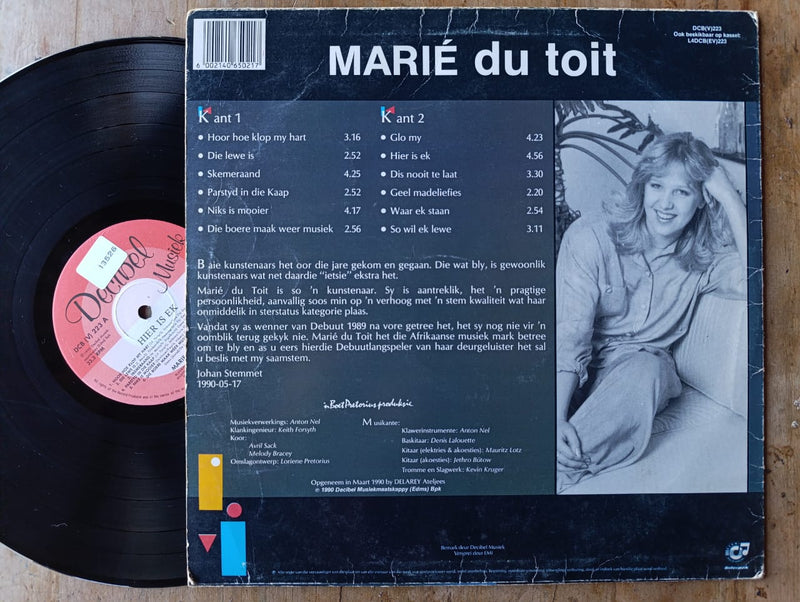 6 002140 650217
MARIÉ du toit
DCB(V)223
Ook beskikbaar op kasset:
L4DCB(EV)223
Kant 1
• Hoor hoe klop my hart 3.16
• Die lewe is 2.52
• Skemeraand 4.25
• Parstyd in die Kaap 2.52
• Niks is mooier 4.17
• Die boere maak weer musiek 2.56
Kant 2
• Glo my 4.23
• Hier is ek 4.56
• Dis nooit te laat 3.30
• Geel madeliefies 2.20
• Waar ek staan 2.54
• So wil ek lewe 3.11
Baie kunstenaars het oor die jare gekom en gegaan. Die wat bly, is gewoonlik
kunstenaars wat net daardie "ietsie" ekstra het.
Marié du Toit is so 'n kunstenaar. Sy is aantreklik, het 'n pragtige
persoonlikheid, aanvallig soos min op 'n verhoog met 'n stem kwaliteit wat haar
onmiddelik in sterstatus kategorie plaas.
Vandat sy as wenner van Debuut 1989 na vore getree het, het sy nog nie vir 'n
oomblik terug gekyk nie. Marié du Toit het die Afrikaanse musiek mark betree
om te bly en as u eers hierdie Debuutlangspeler van haar deurgeluister het sal
u beslis met my saamstem.
Johan Stemmet
1990-05-17
'n Boet Pretorius produksie
Musiekverwerkings: Anton Nel
Klankingenieur: Keith Forsyth
Koor:
Avril Sack
Melody Bracey
Omslagontwerp: Loriene Pretorius
Musikante:
Klawerinstrumente: Anton Nel
Baskitaar: Denis Lalouette
Kitaar (elektries & akoesties): Mauritz Lotz
Kitaar (akoesties): Jethro Bütow
Tromme en Slagwerk: Kevin Kruger
Opgeneem in Maart 1990 by DELAREY Ateljees
℗ 1990 Decibel Musiekmaatskappy (Edms) Bpk
Bemark deur Decibel Musiek
Versprei deur EMI
13526
Decibel Musiek
DCB (V) 223 A
HIER IS EK
MARIÉ